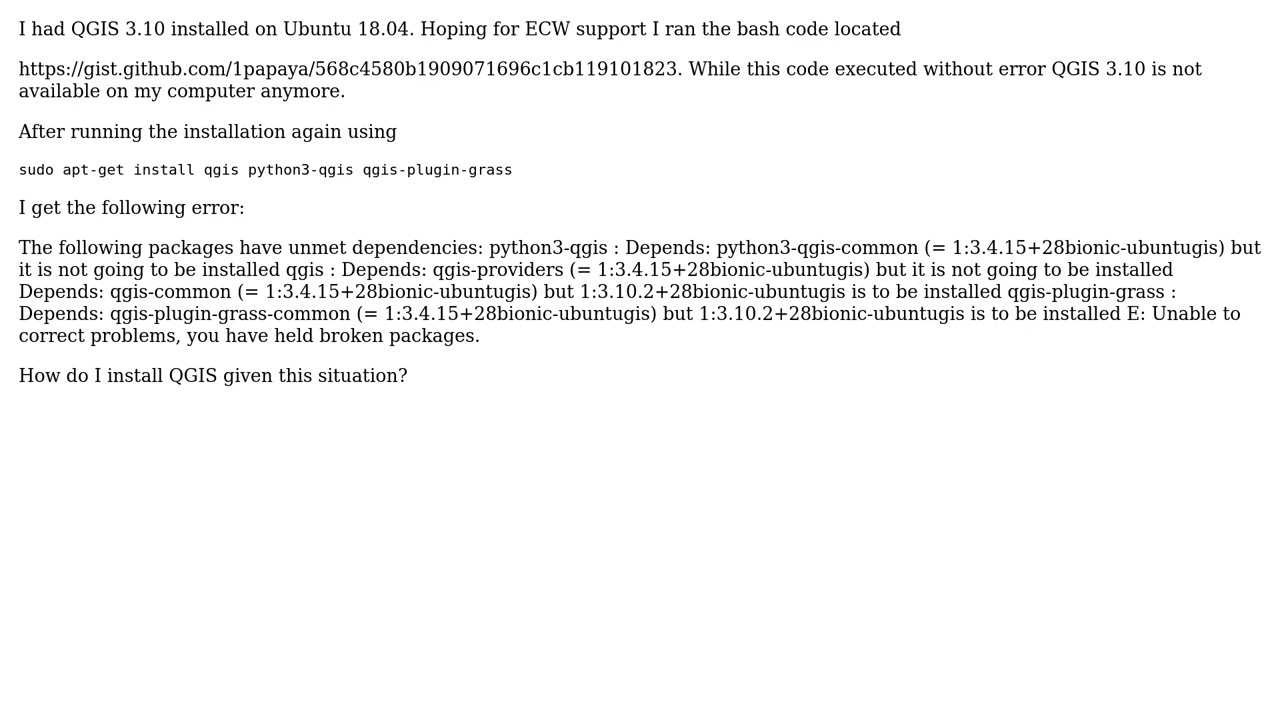 I had QGIS 3.10 installed on Ubuntu 18.04. Hoping for ECW support I ran the bash code located
https://gist.github.com/1papaya/568c4580b1909071696c1cb119101823. While this code executed without error QGIS 3.10 is not
available on my computer anymore.
After running the installation again using
sudo apt-get install qgis python3-qgis qgis-plugin-grass
I get the following error:
The following packages have unmet dependencies: python3-qgis : Depends: python3-qgis-common (= 1:3.4.15+28bionic-ubuntugis) but
it is not going to be installed qgis : Depends: qgis-providers (= 1:3.4.15+28bionic-ubuntugis) but it is not going to be installed
Depends: qgis-common (= 1:3.4.15+28bionic-ubuntugis) but 1:3.10.2+28bionic-ubuntugis is to be installed qgis-plugin-grass :
Depends: qgis-plugin-grass-common (= 1:3.4.15+28bionic-ubuntugis) but 1:3.10.2+28bionic-ubuntugis is to be installed E: Unable to
correct problems, you have held broken packages.
How do I install QGIS given this situation?